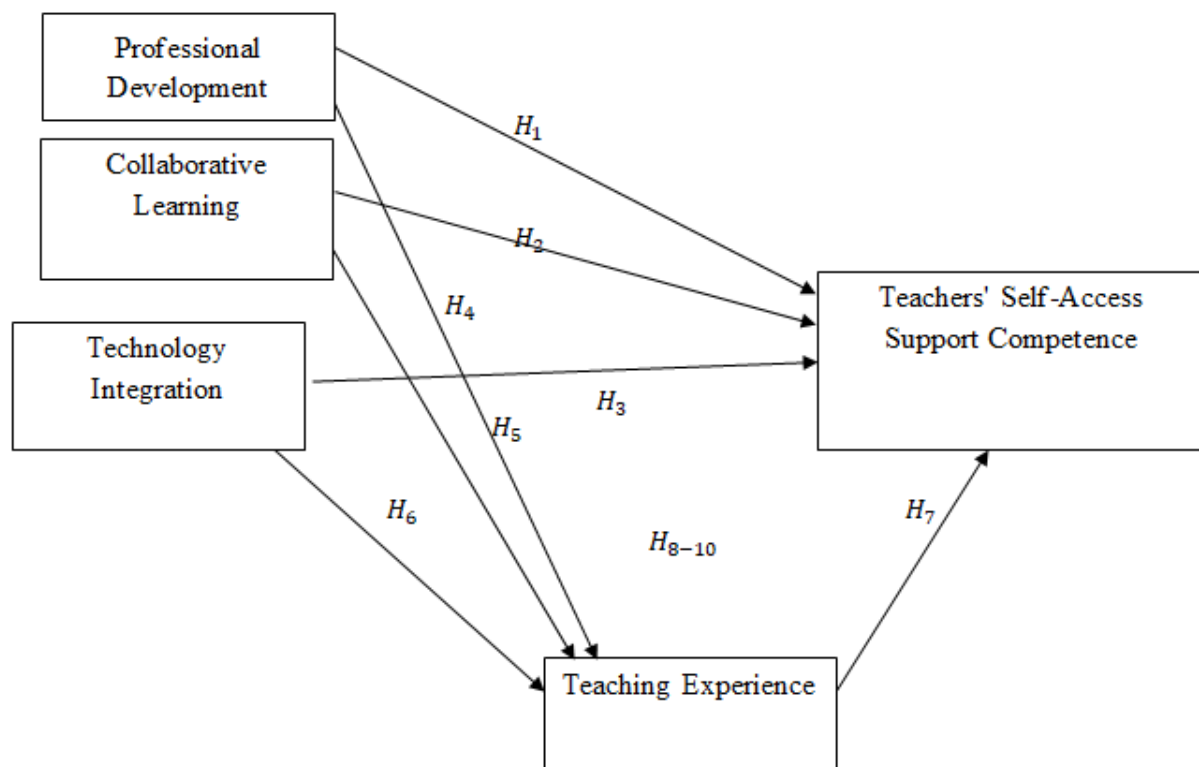 Professional
Development
H₁
Collaborative
Learning
H₂
Teachers' Self-Access
Support Competence
H₄
Technology
Integration
H₃
H₅
H₆
H₇
H₈₋₁₀
Teaching Experience